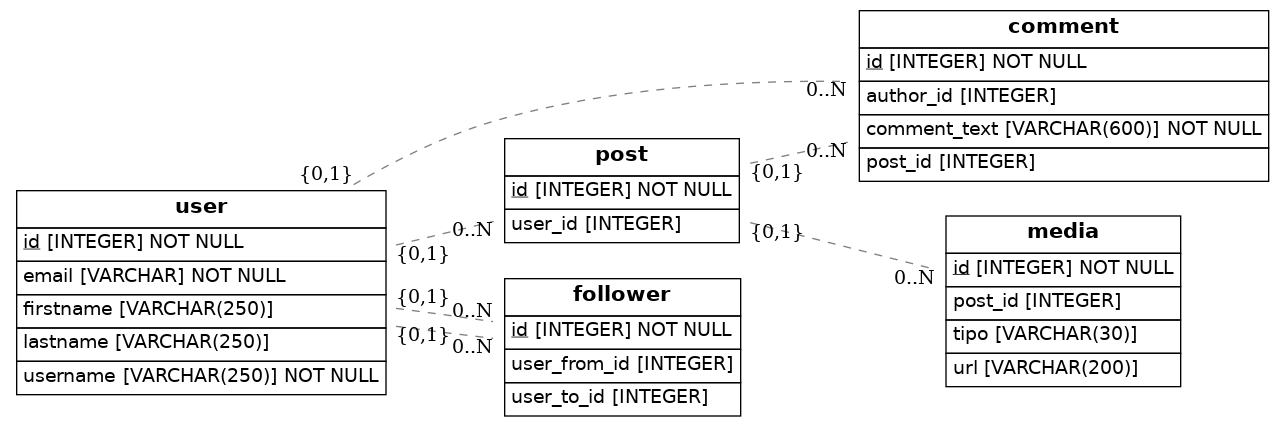 comment
id [INTEGER] NOT NULL
author_id [INTEGER]
comment_text [VARCHAR(600)] NOT NULL
post_id [INTEGER]
0..N
0..N
{0,1}
post
id [INTEGER] NOT NULL
user_id [INTEGER]
{0,1}
{0,1}
0..N
user
id [INTEGER] NOT NULL
email [VARCHAR] NOT NULL
firstname [VARCHAR(250)]
lastname [VARCHAR(250)]
username [VARCHAR(250)] NOT NULL
{0,1}
0..N
{0,1}
0..N
{0,1}
0..N
follower
id [INTEGER] NOT NULL
user_from_id [INTEGER]
user_to_id [INTEGER]
media
id [INTEGER] NOT NULL
post_id [INTEGER]
tipo [VARCHAR(30)]
url [VARCHAR(200)]